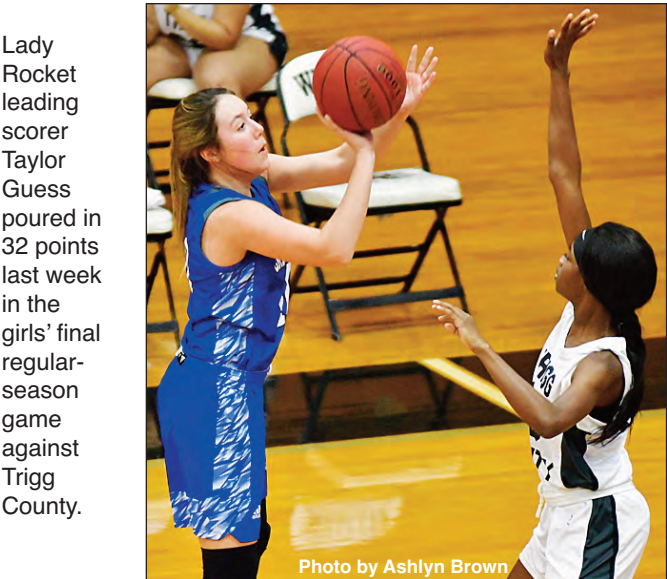 Lady
Rocket
leading
scorer
Taylor
Guess
poured in
32 points
last week
in the
girls' final
regular-
season
game
against
Trigg
County.
Photo by Ashlyn Brown